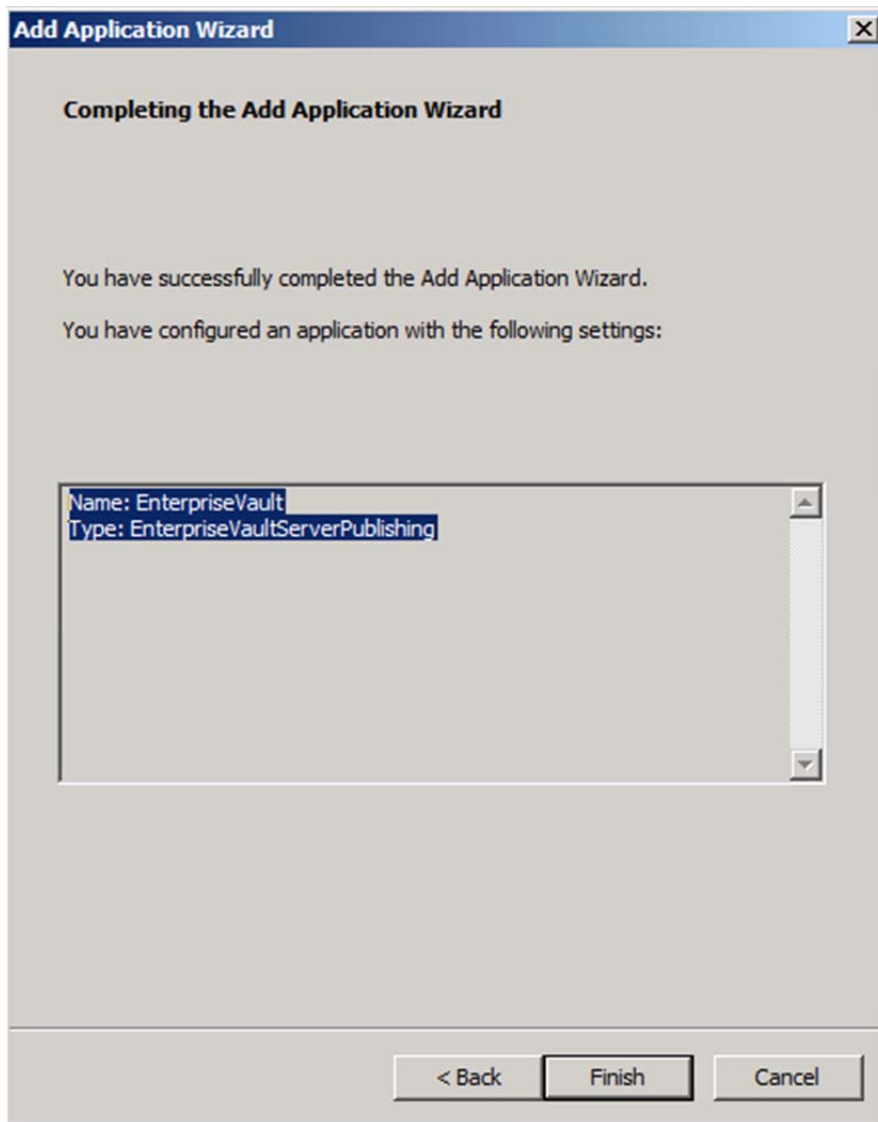 Add Application Wizard
Completing the Add Application Wizard
You have successfully completed the Add Application Wizard.
You have configured an application with the following settings:
Name: EnterpriseVault
Type: EnterpriseVaultServerPublishing
< Back
Finish
Cancel